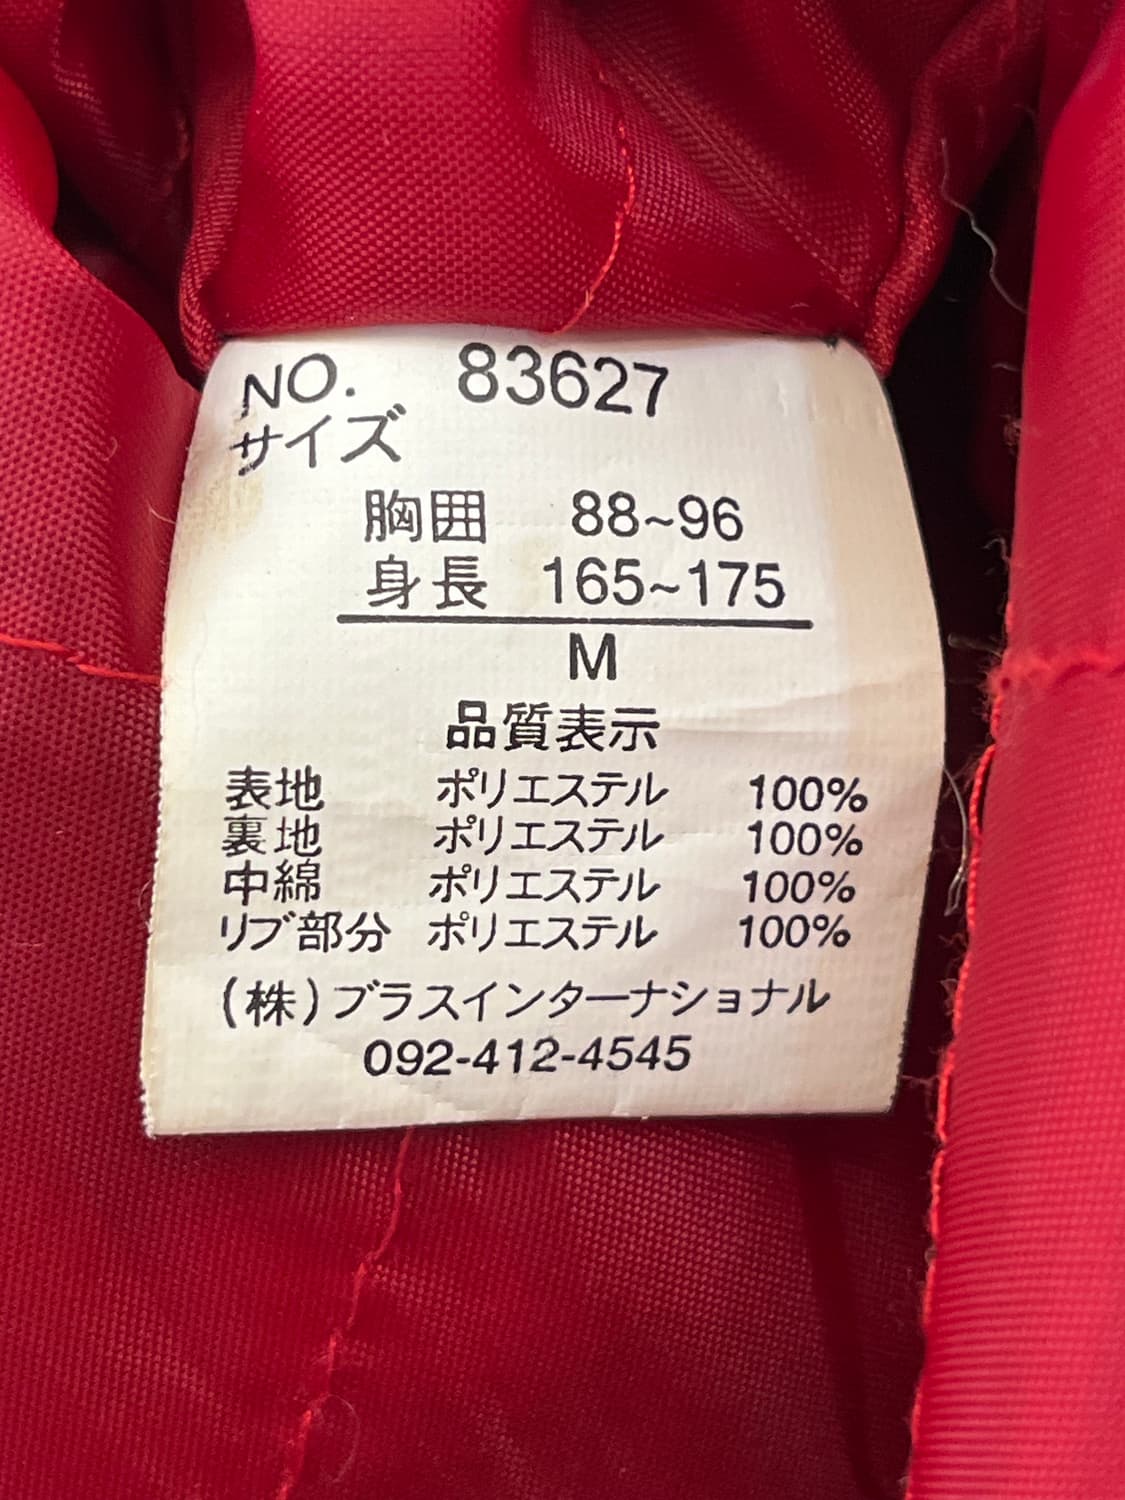 NO. 83627
サイズ
胸囲 88~96
身長 165~175
M
品質表示
表地 ポリエステル 100%
裏地 ポリエステル 100%
中綿 ポリエステル 100%
リブ部分 ポリエステル 100%
(株)ブラスインターナショナル
092-412-4545